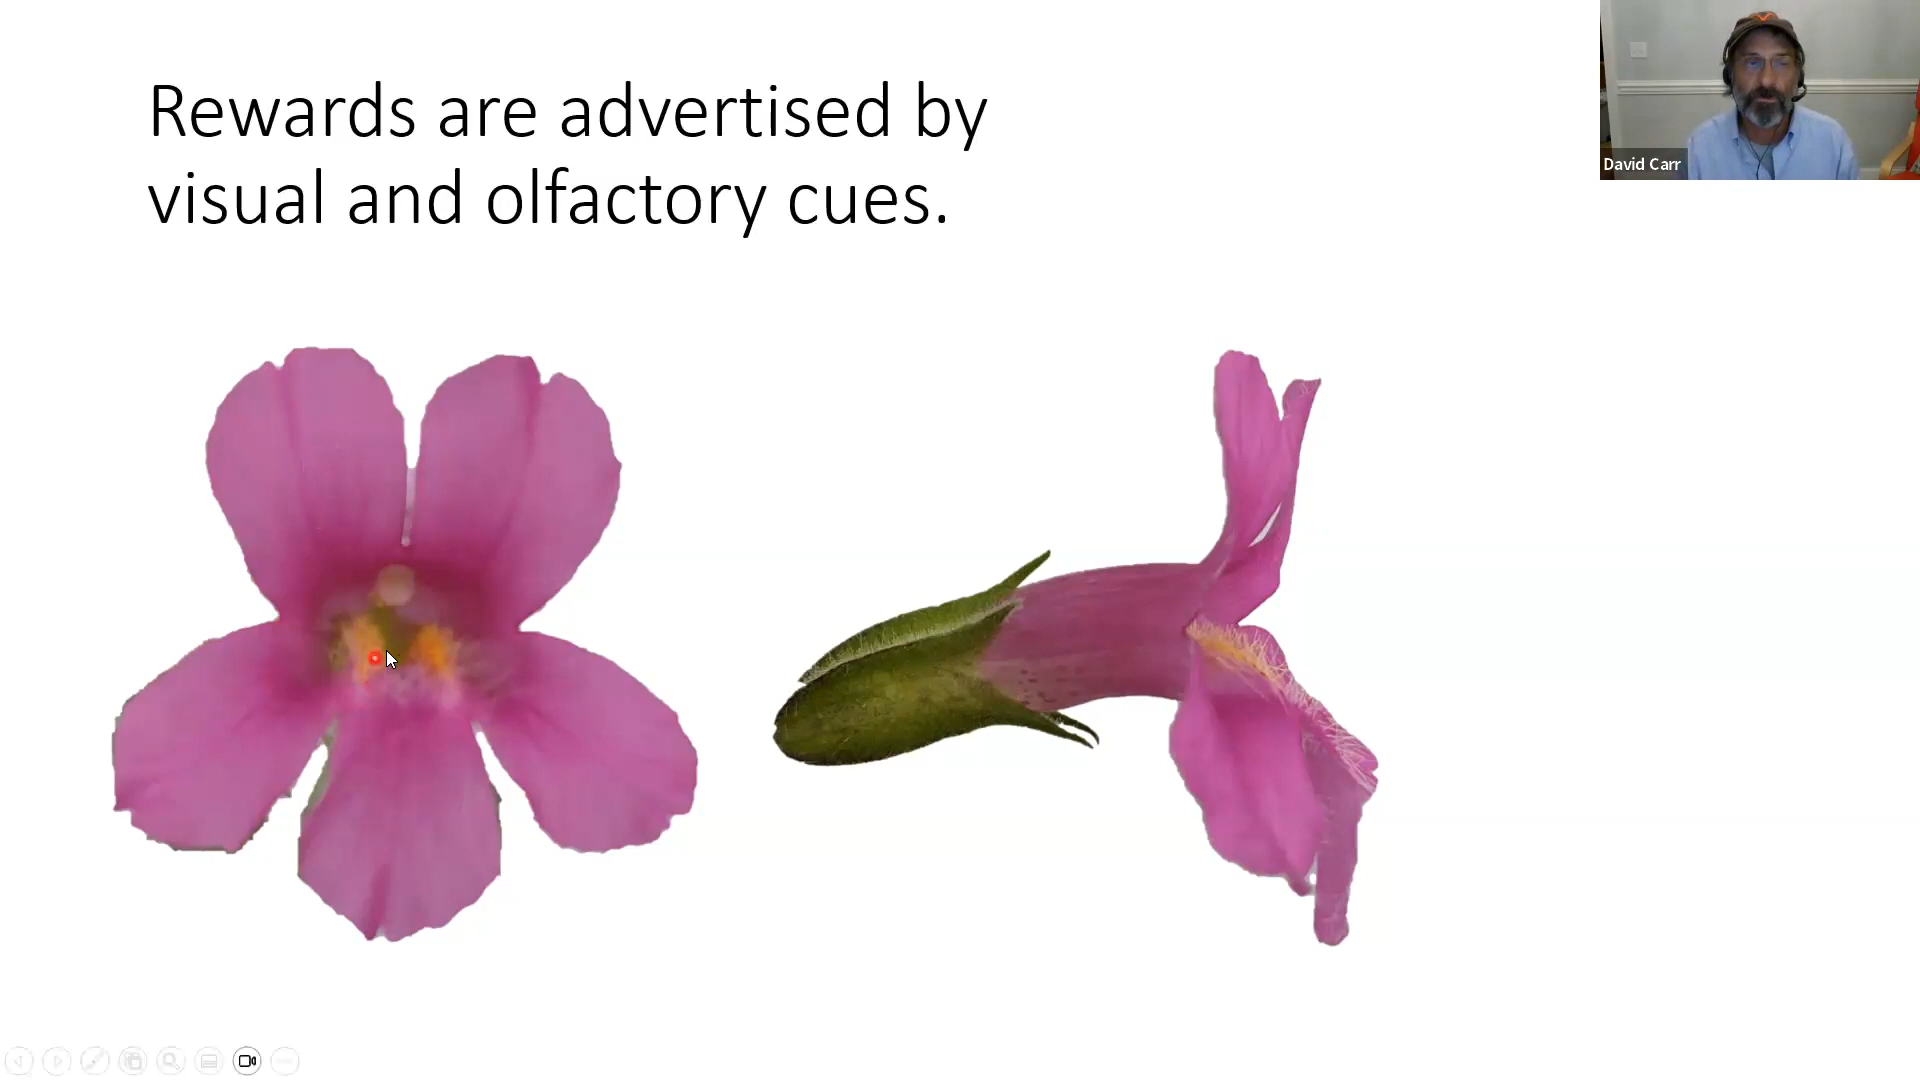 Rewards are advertised by
visual and olfactory cues.
David Carr